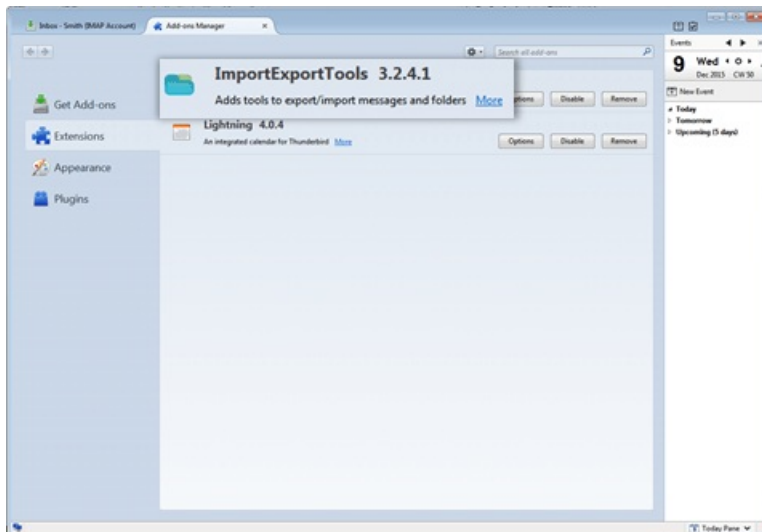 Inbox - Smith (IMAP Account)
Add-ons Manager
Search all add-ons
Events
9 Wed
Dec 2015 CW 50
New Event
Today
Tomorrow
Upcoming (5 days)
Get Add-ons
Extensions
Appearance
Plugins
ImportExportTools 3.2.4.1
Adds tools to export/import messages and folders More
Disable Remove
Lightning 4.0.4
An integrated calendar for Thunderbird More
Options Disable Remove
Today Pane